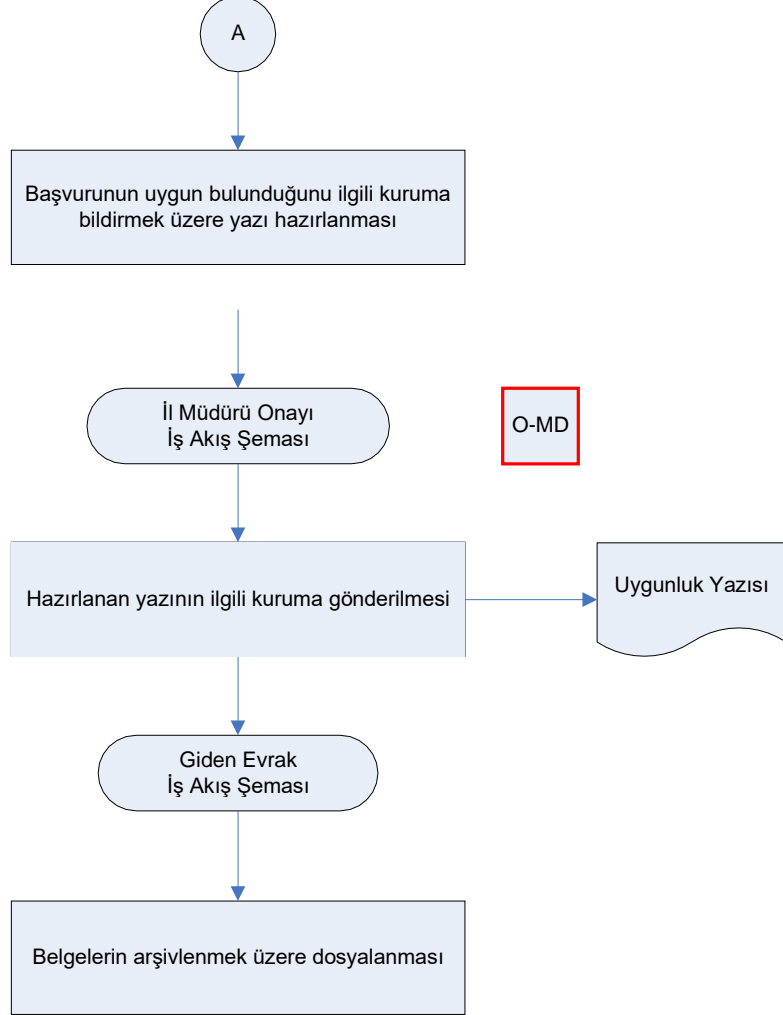 A
Başvurunun uygun bulunduğunu ilgili kuruma
bildirmek üzere yazı hazırlanması
İl Müdürü Onayı
İş Akış Şeması
O-MD
Hazırlanan yazının ilgili kuruma gönderilmesi
Uygunluk Yazısı
Giden Evrak
İş Akış Şeması
Belgelerin arşivlenmek üzere dosyalanması